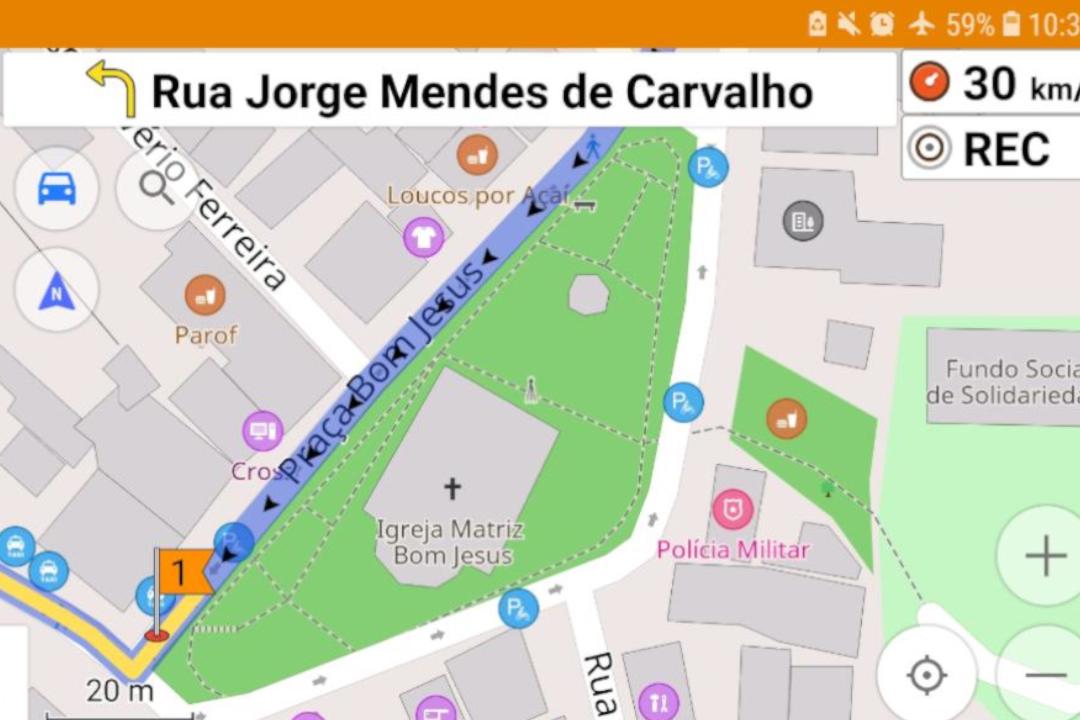 59% 10:3
Rua Jorge Mendes de Carvalho
30 km/
REC
ério Ferreira
Loucos por Açaí
P
Praça Bom Jesus
Parof
Fundo Socia
de Solidarieda
P
Cros
Igreja Matriz
Bom Jesus
Polícia Militar
P
1
TAXI
TAXI
P
Rua
20 m
N